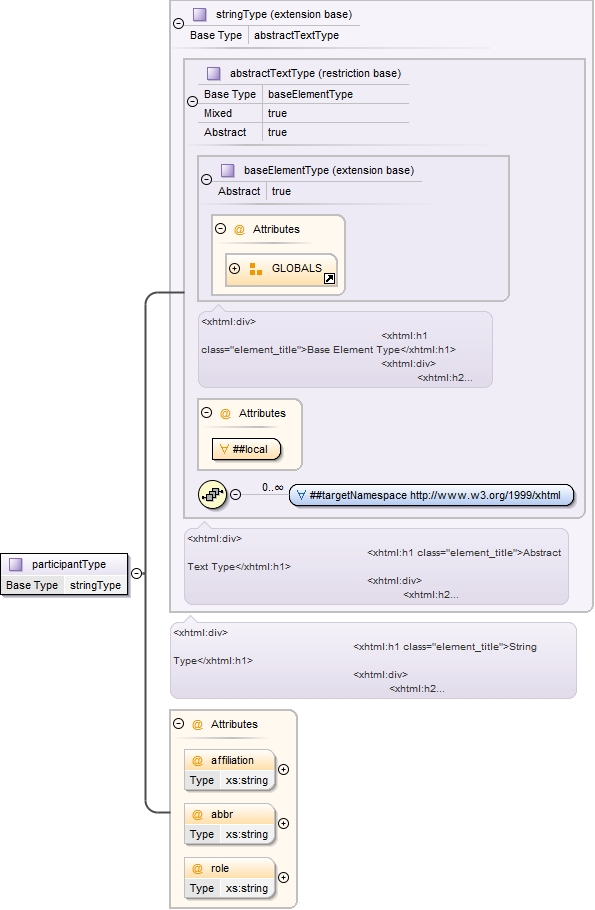 stringType (extension base)
Base Type abstractTextType
abstractTextType (restriction base)
Base Type baseElementType
Mixed true
Abstract true
baseElementType (extension base)
Abstract true
@ Attributes
GLOBALS
<xhtml:div>
<xhtml:h1
class="element_title">Base Element Type</xhtml:h1>
<xhtml:div>
<xhtml:h2...
@ Attributes
∀ ##local
0..∞ ∀ ##targetNamespace http://www.w3.org/1999/xhtml
<xhtml:div>
<xhtml:h1 class="element_title">Abstract
Text Type</xhtml:h1>
<xhtml:div>
<xhtml:h2...
participantType
Base Type stringType
<xhtml:div>
<xhtml:h1 class="element_title">String
Type</xhtml:h1>
<xhtml:div>
<xhtml:h2...
@ Attributes
@ affiliation
Type xs:string
@ abbr
Type xs:string
@ role
Type xs:string